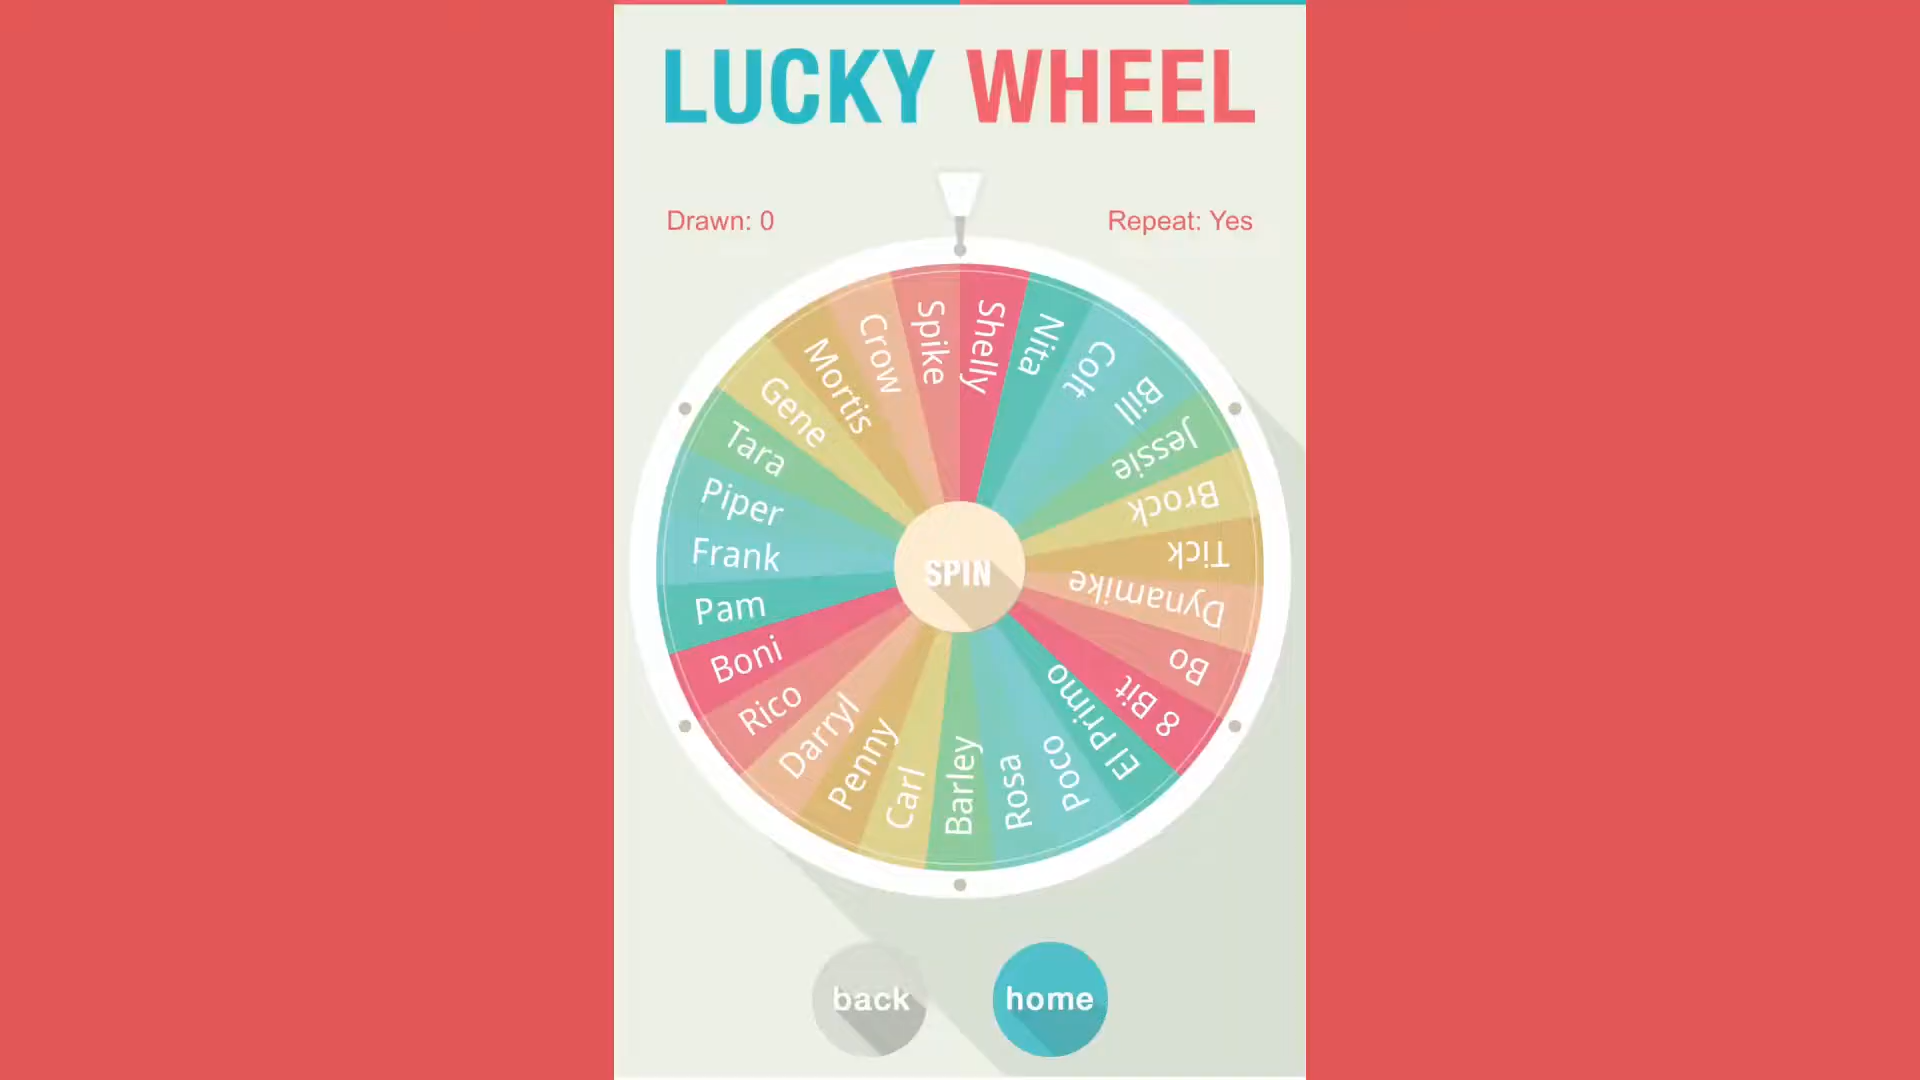 LUCKY WHEEL
Drawn: 0
Repeat: Yes
Shelly
Nita
Colt
Bill
Jessie
Brock
Tick
Dynamike
Bo
8 Bit
El Primo
Poco
Rosa
Barley
Carl
Penny
Darryl
Rico
Boni
Pam
Frank
Piper
Tara
Gene
Mortis
Crow
Spike
SPIN
back
home